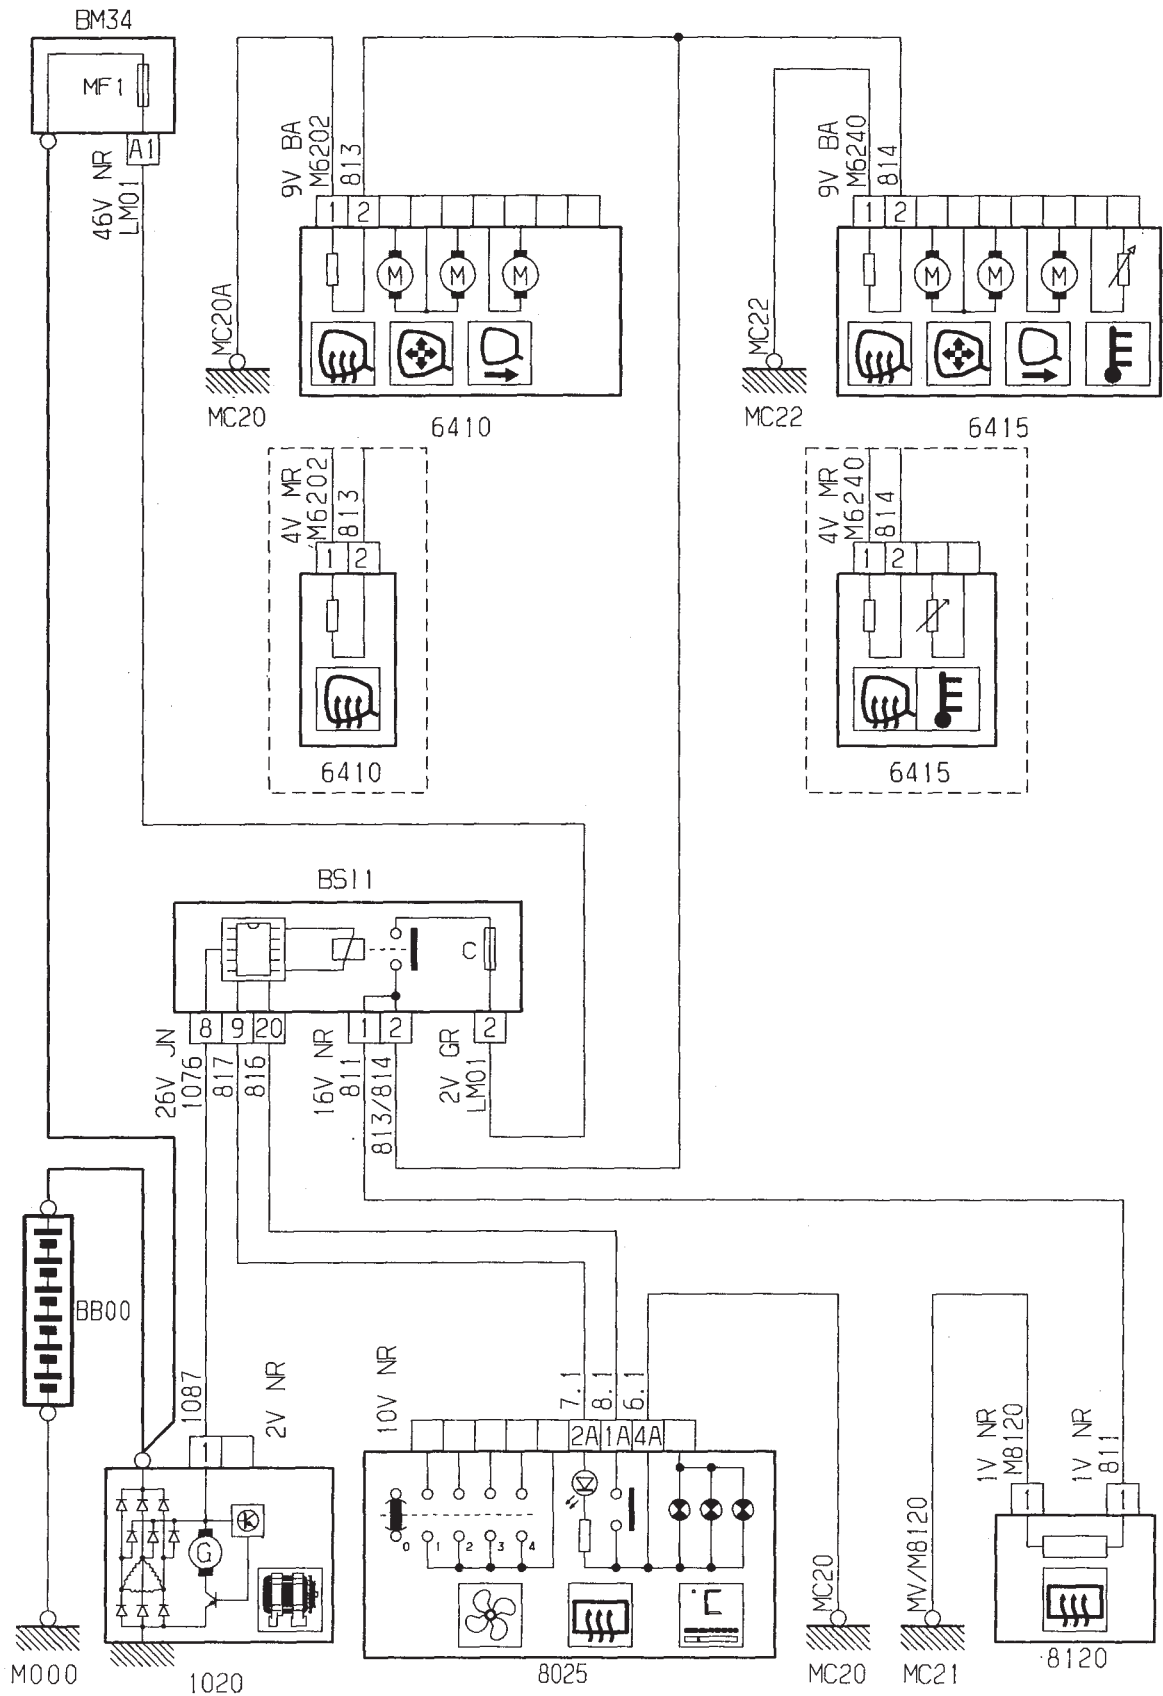 BM34
MF1
A1
46V NR
LM01
9V BA
M6202
813
1 2
M M M
MC20A
MC20
6410
9V BA
M6240
814
1 2
M M M
MC22
MC22
6415
4V MR
M6202
813
1 2
6410
4V MR
M6240
814
1 2
6415
BSI1
C
8 9 20
1 2
2
26V JN
1076
817
816
16V NR
811
813/814
2V GR
LM01
BB00
M000
1087
2V NR
1
G
1020
10V NR
7.1
8.1
6.1
2A 1A 4A
0 1 2 3 4
°C
8025
MC20
MC20
MV/M8120
MC21
1V NR
M8120
1V NR
811
1 1
8120